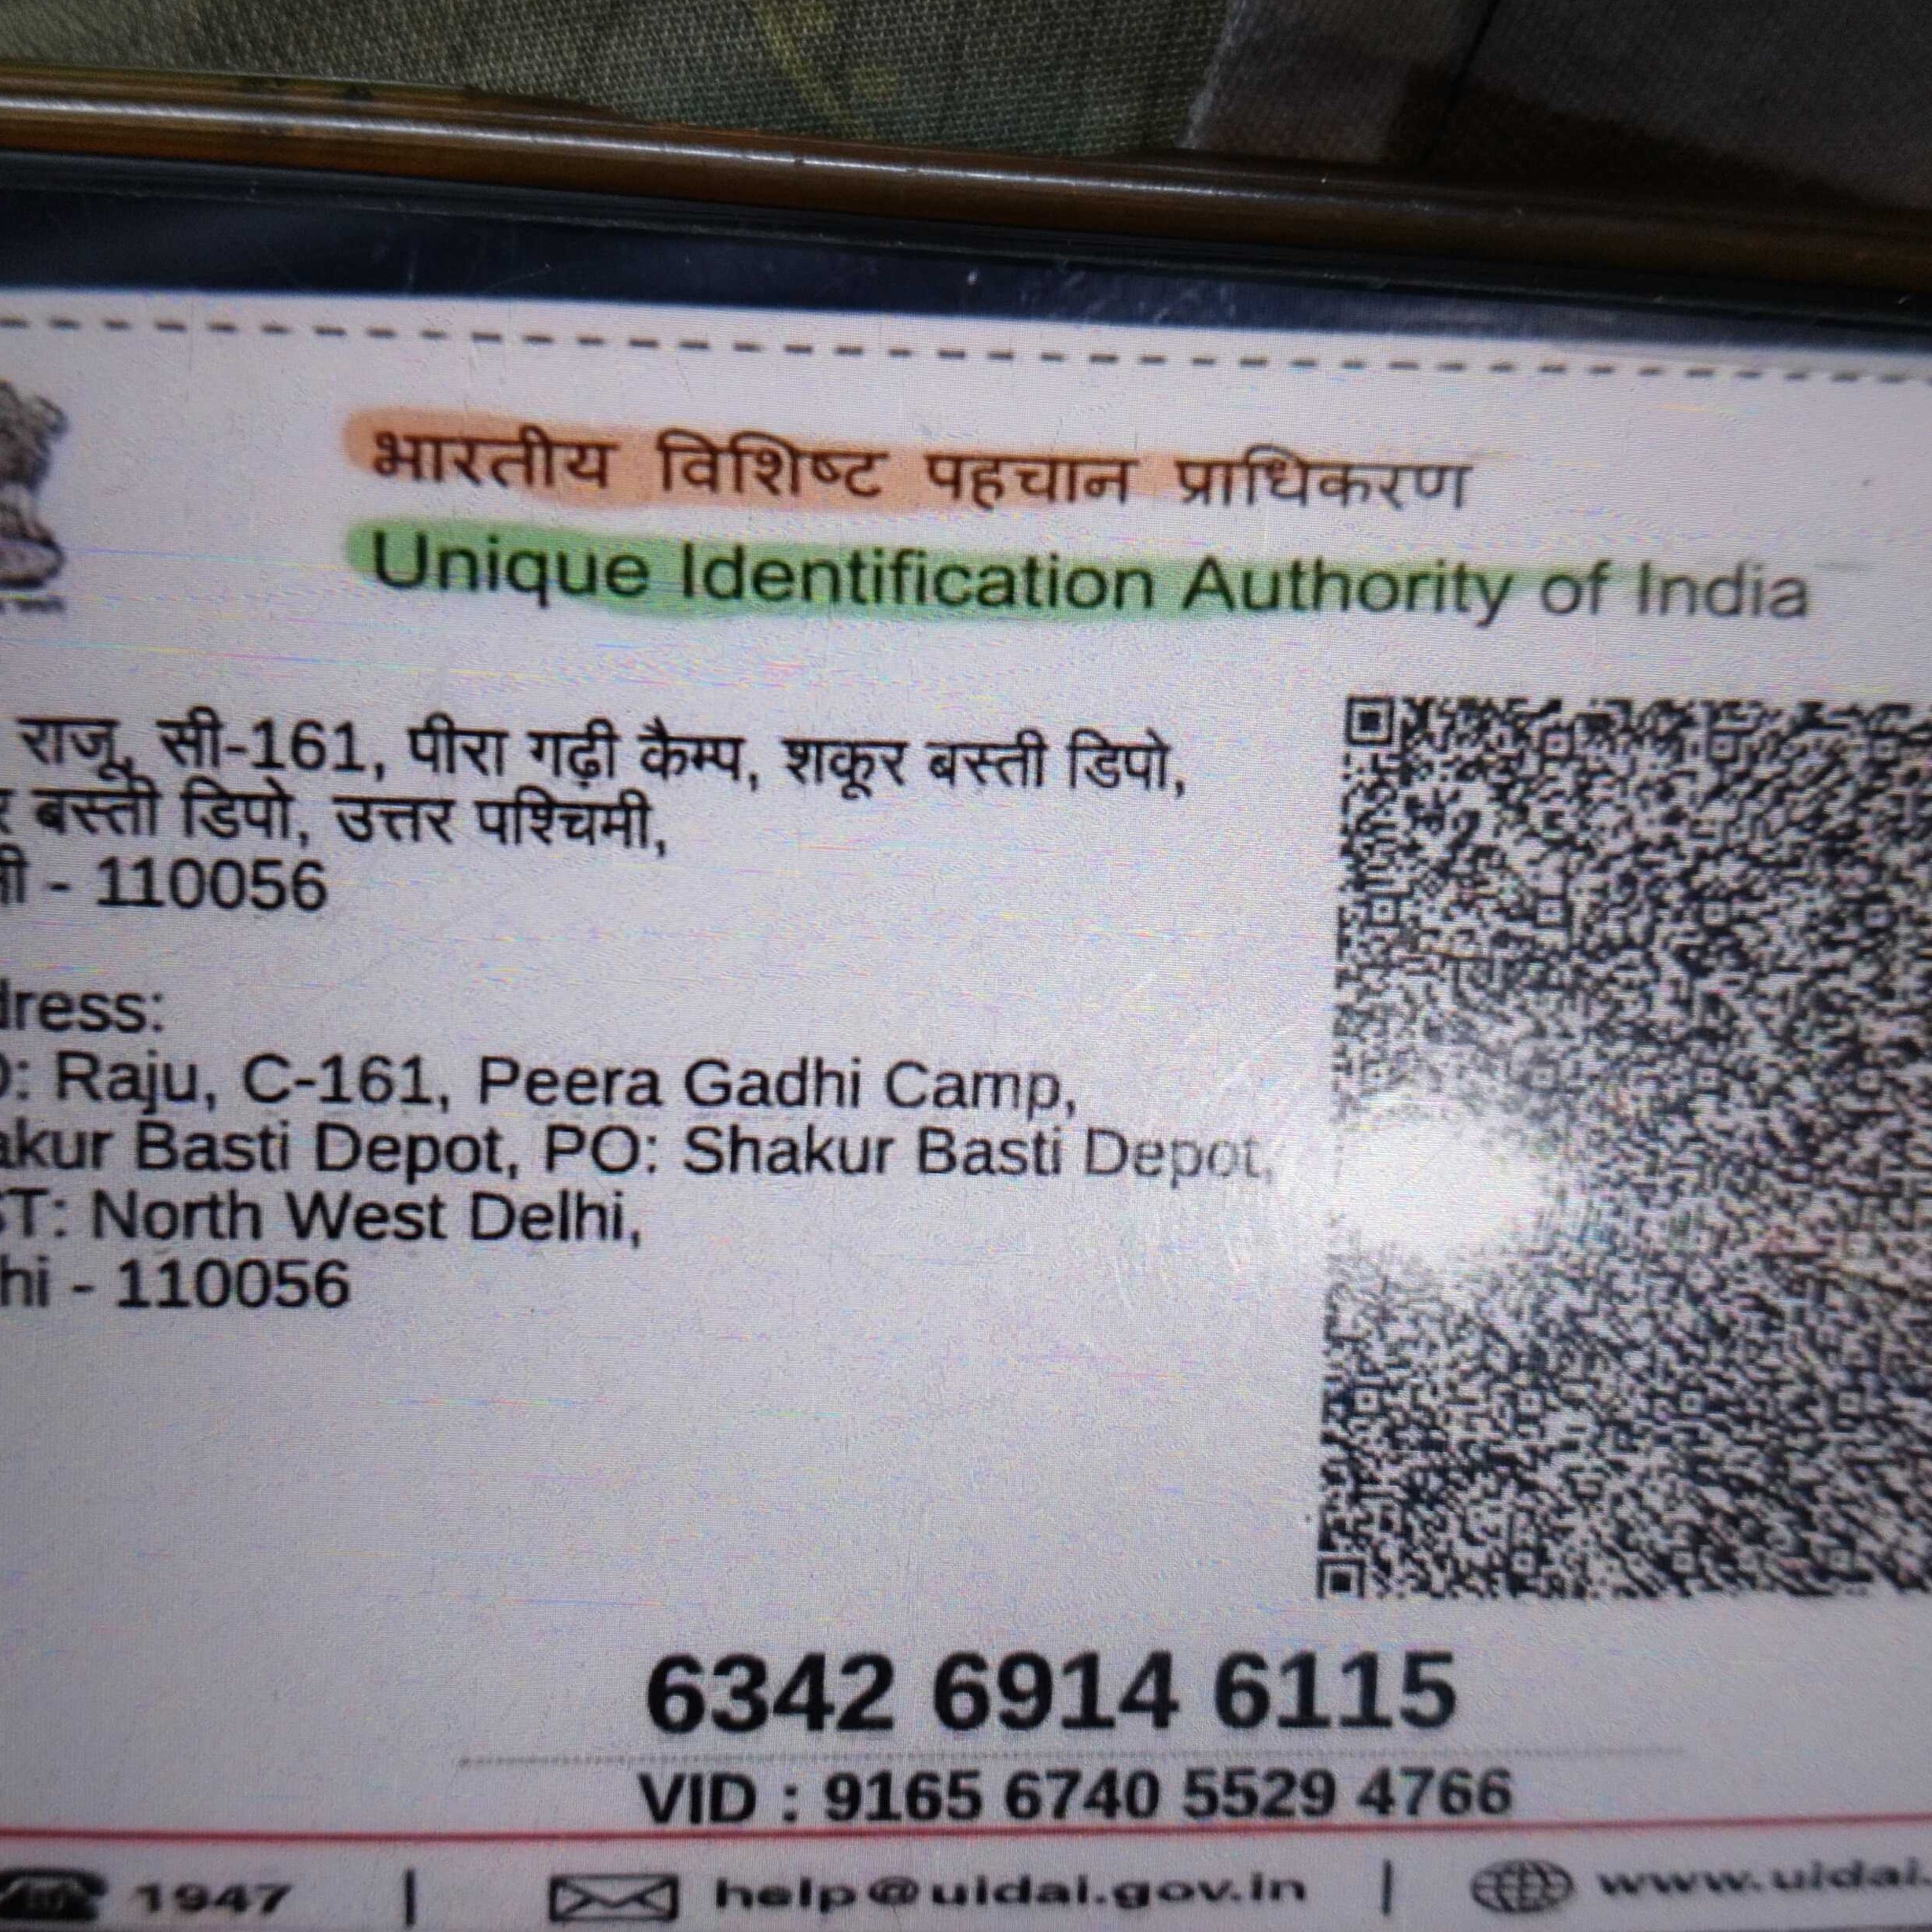 भारतीय विशिष्ट पहचान प्राधिकरण
Unique Identification Authority of India
राजू, सी-161, पीरा गढ़ी कैम्प, शकूर बस्ती डिपो,
बस्ती डिपो, उत्तर पश्चिमी,
- 110056
dress:
: Raju, C-161, Peera Gadhi Camp,
akur Basti Depot, PO: Shakur Basti Depot,
ST: North West Delhi,
hi - 110056
6342 6914 6115
VID : 9165 6740 5529 4766
1947 | help@uidai.gov.in | www.uidai.